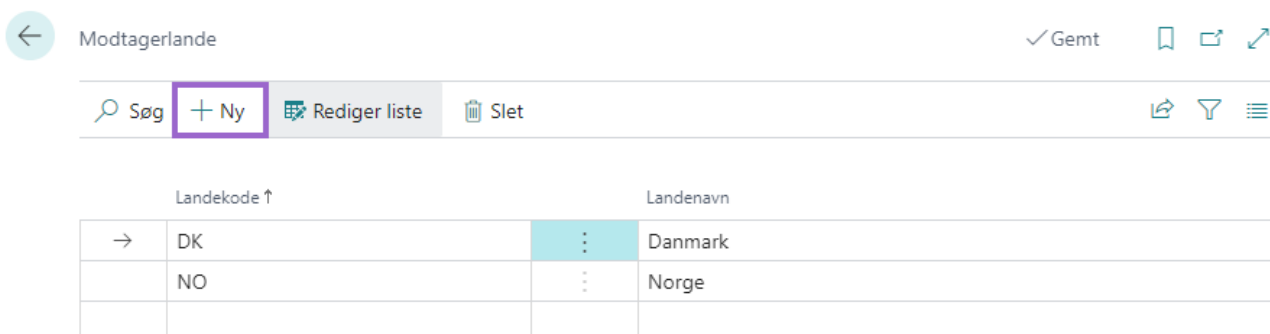 Modtagerlande Gemt
Søg Ny Rediger liste Slet
Landekode↑ Landenavn
DK Danmark
NO Norge